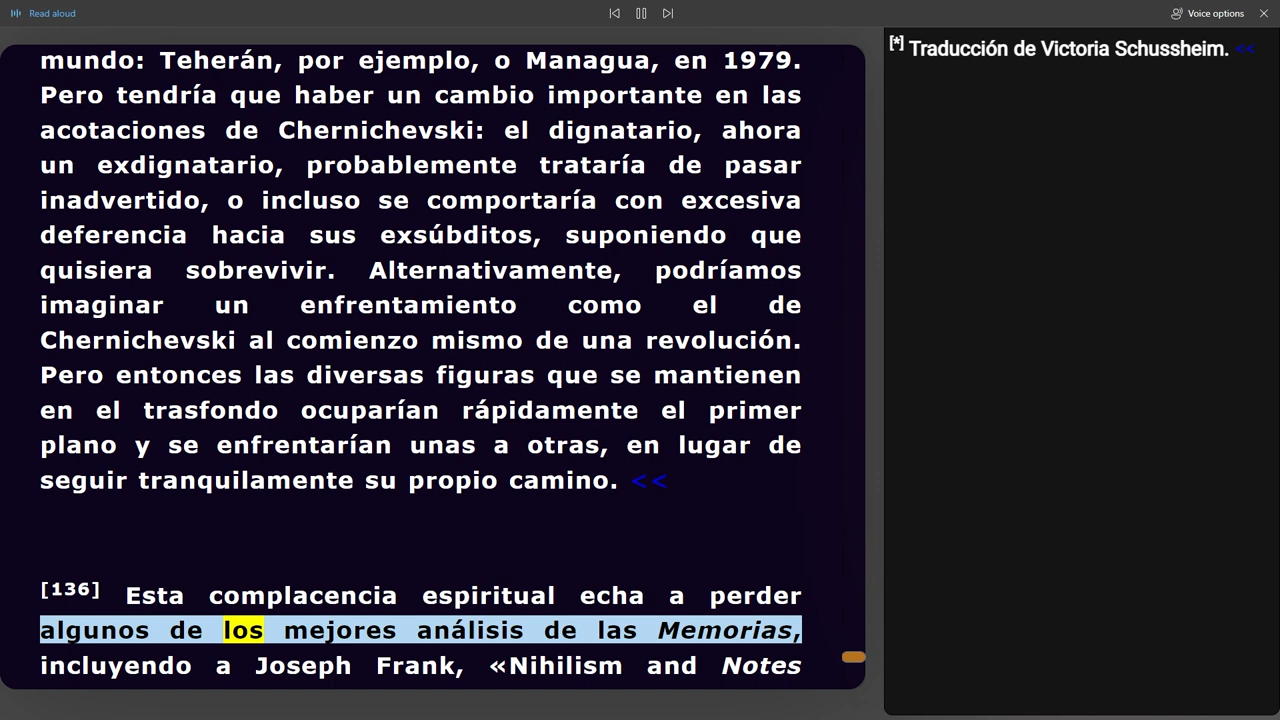 Read aloud
Voice options
mundo: Teherán, por ejemplo, o Managua, en 1979.
Pero tendría que haber un cambio importante en las
acotaciones de Chernichevski: el dignatario, ahora
un exdignatario, probablemente trataría de pasar
inadvertido, o incluso se comportaría con excesiva
deferencia hacia sus exsúbditos, suponiendo que
quisiera sobrevivir. Alternativamente, podríamos
imaginar un enfrentamiento como el de
Chernichevski al comienzo mismo de una revolución.
Pero entonces las diversas figuras que se mantienen
en el trasfondo ocuparían rápidamente el primer
plano y se enfrentarían unas a otras, en lugar de
seguir tranquilamente su propio camino. <<
[136] Esta complacencia espiritual echa a perder
algunos de los mejores análisis de las Memorias,
incluyendo a Joseph Frank, «Nihilism and Notes
[*] Traducción de Victoria Schussheim. <<